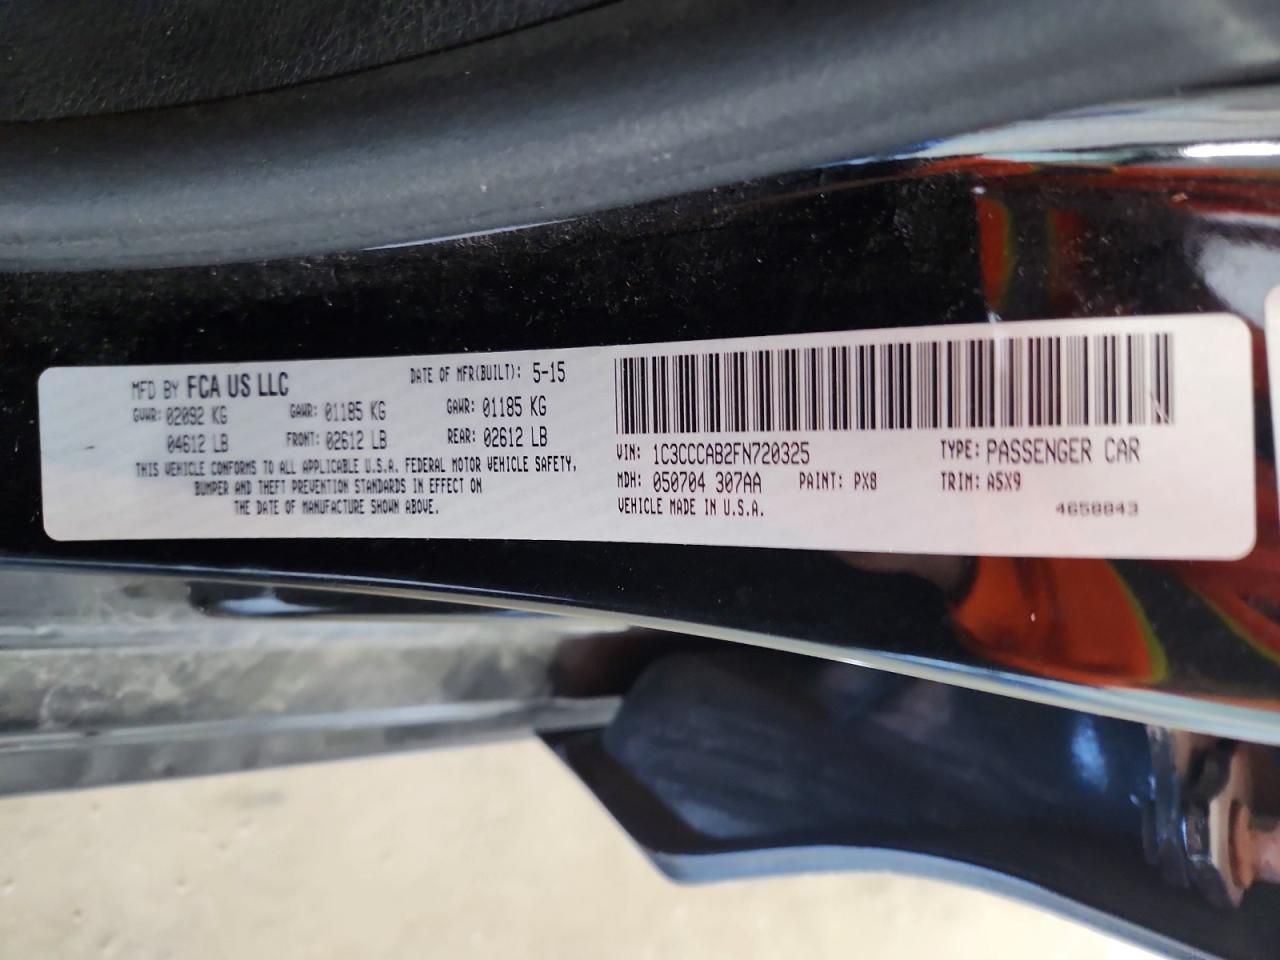 MFD BY FCA US LLC DATE OF MFR(BUILT): 5-15
GVWR: 02092 KG GAWR: 01185 KG GAWR: 01185 KG
04612 LB FRONT: 02612 LB REAR: 02612 LB
THIS VEHICLE CONFORMS TO ALL APPLICABLE U.S.A. FEDERAL MOTOR VEHICLE SAFETY,
BUMPER AND THEFT PREVENTION STANDARDS IN EFFECT ON
THE DATE OF MANUFACTURE SHOWN ABOVE.
VIN: 1C3CCCAB2FN720325 TYPE: PASSENGER CAR
MDH: 050704 307AA PAINT: PX8 TRIM: A5X9
VEHICLE MADE IN U.S.A. 4658843